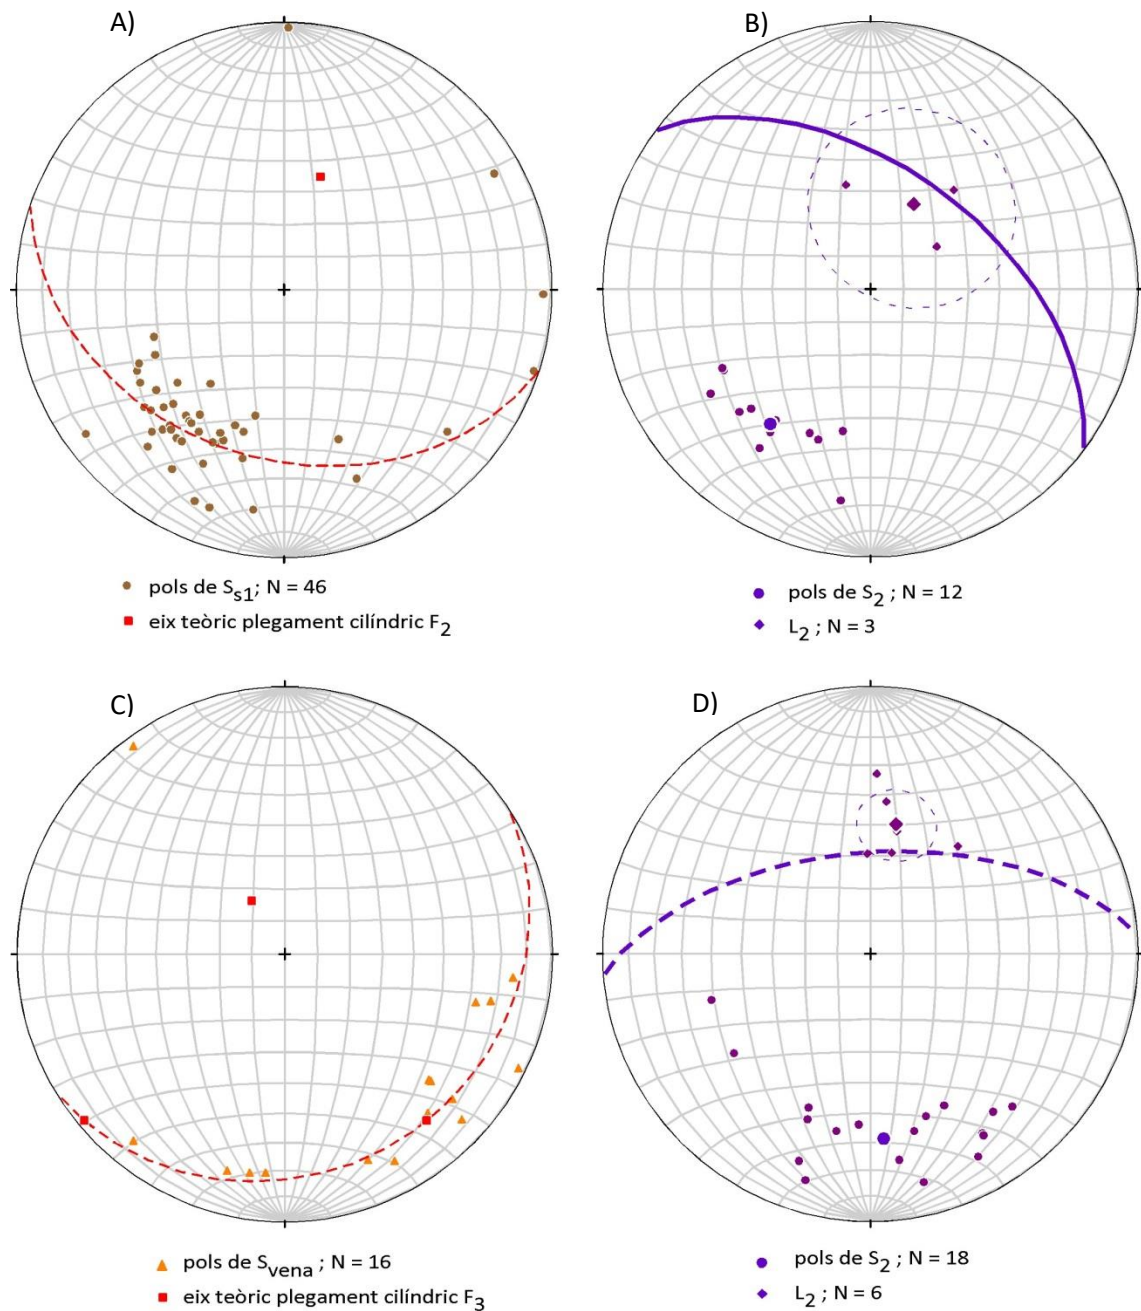 A)
B)
pols de Ss1; N = 46
eix teòric plegament cilíndric F2
pols de S2 ; N = 12
L2 ; N = 3
C)
D)
pols de Svena ; N = 16
eix teòric plegament cilíndric F3
pols de S2 ; N = 18
L2 ; N = 6